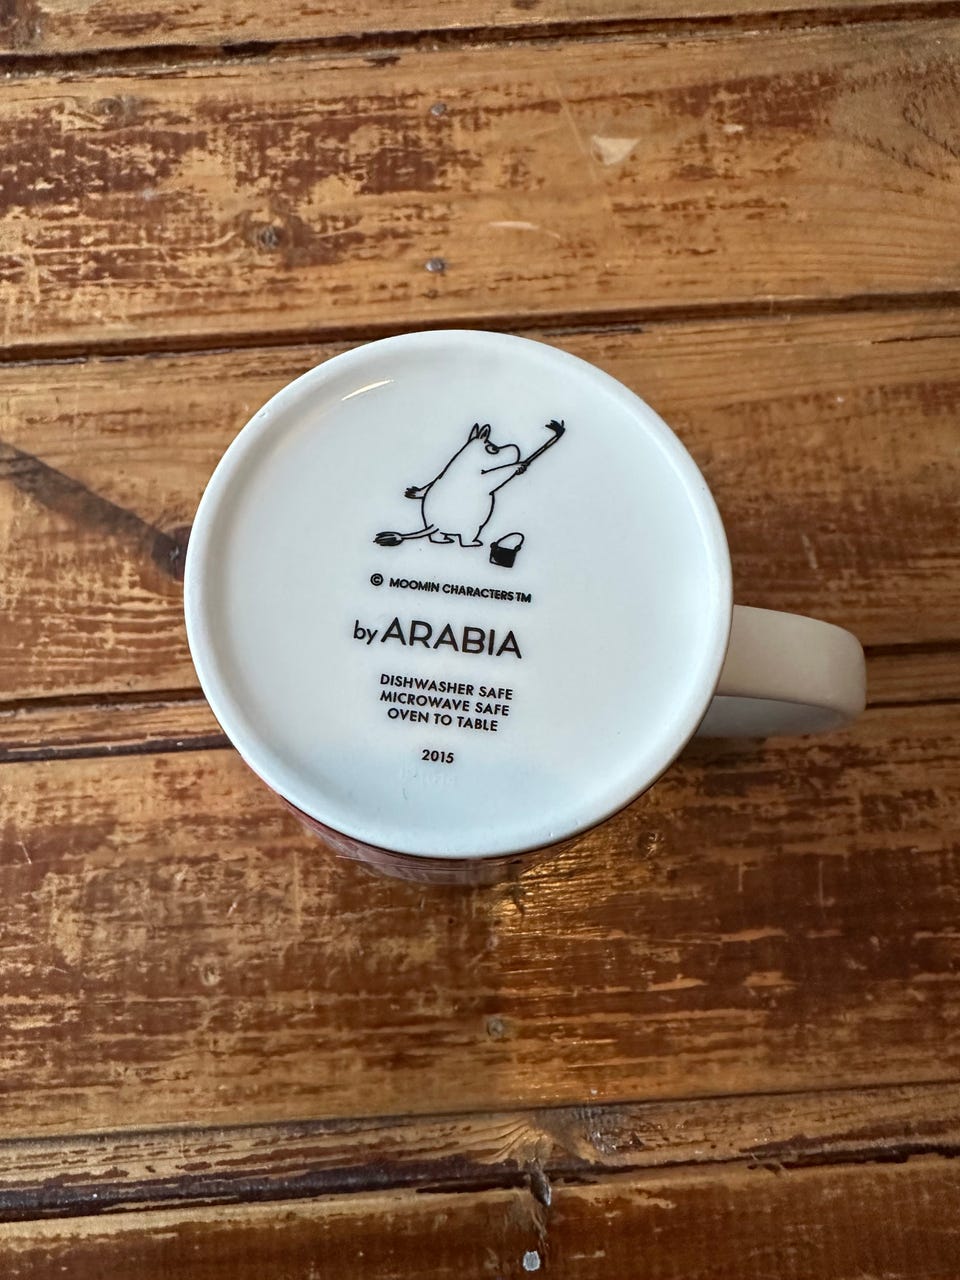 © MOOMIN CHARACTERS TM
by ARABIA
DISHWASHER SAFE
MICROWAVE SAFE
OVEN TO TABLE
2015